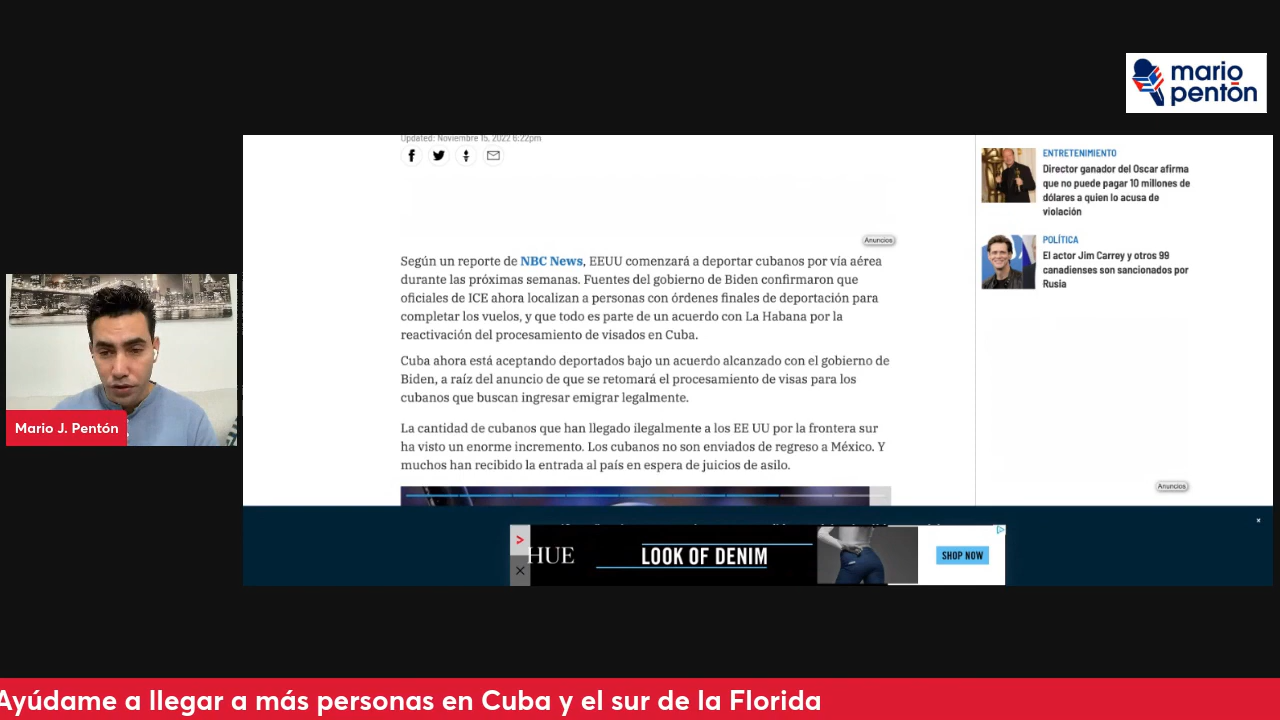 mario
pentón
Updated: Noviembre 15, 2022 6:22pm
Anuncios
Según un reporte de NBC News, EEUU comenzará a deportar cubanos por vía aérea
durante las próximas semanas. Fuentes del gobierno de Biden confirmaron que
oficiales de ICE ahora localizan a personas con órdenes finales de deportación para
completar los vuelos, y que todo es parte de un acuerdo con La Habana por la
reactivación del procesamiento de visados en Cuba.
Cuba ahora está aceptando deportados bajo un acuerdo alcanzado con el gobierno de
Biden, a raíz del anuncio de que se retomará el procesamiento de visas para los
cubanos que buscan ingresar emigrar legalmente.
La cantidad de cubanos que han llegado ilegalmente a los EE UU por la frontera sur
ha visto un enorme incremento. Los cubanos no son enviados de regreso a México. Y
muchos han recibido la entrada al país en espera de juicios de asilo.
ENTRETENIMIENTO
Director ganador del Oscar afirma
que no puede pagar 10 millones de
dólares a quien lo acusa de
violación
POLÍTICA
El actor Jim Carrey y otros 99
canadienses son sancionados por
Rusia
Anuncios
HUE
LOOK OF DENIM
SHOP NOW
Mario J. Pentón
Ayúdame a llegar a más personas en Cuba y el sur de la Florida